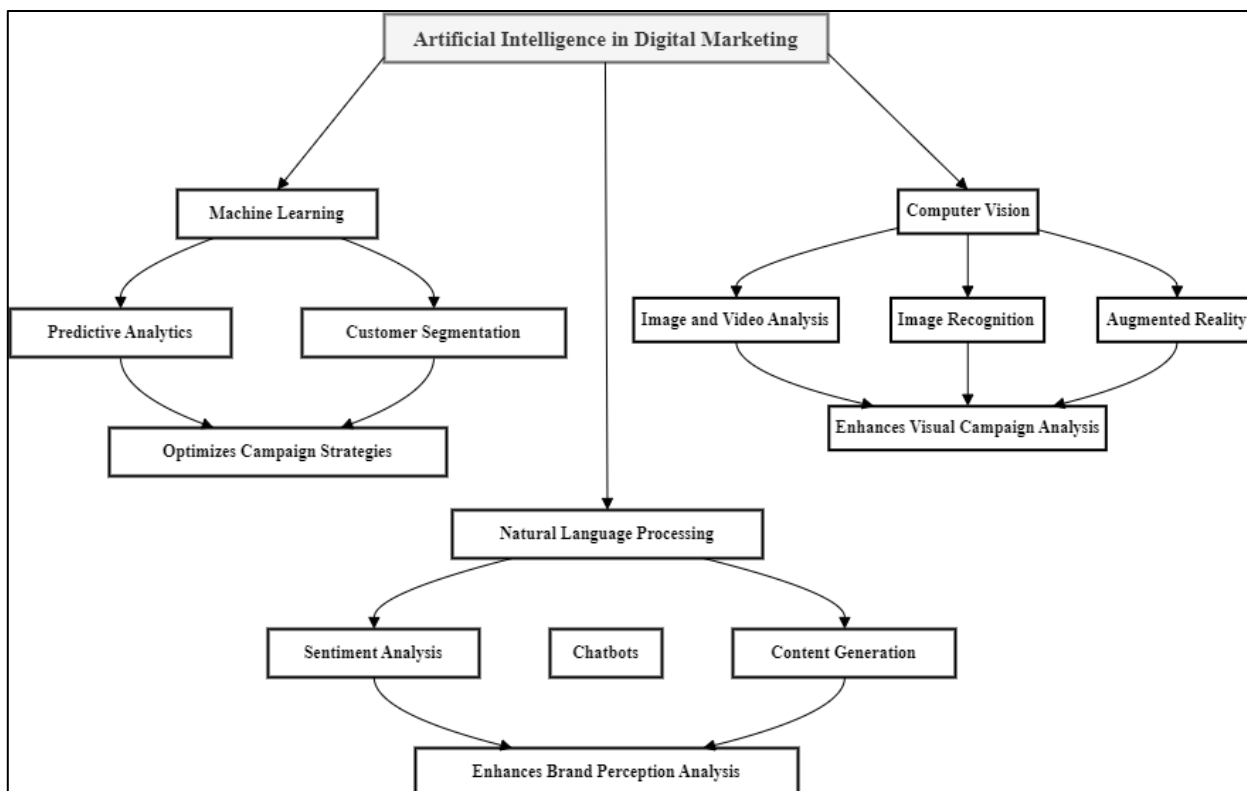 Artificial Intelligence in Digital Marketing
Machine Learning
Computer Vision
Predictive Analytics
Customer Segmentation
Image and Video Analysis
Image Recognition
Augmented Reality
Optimizes Campaign Strategies
Enhances Visual Campaign Analysis
Natural Language Processing
Sentiment Analysis
Chatbots
Content Generation
Enhances Brand Perception Analysis